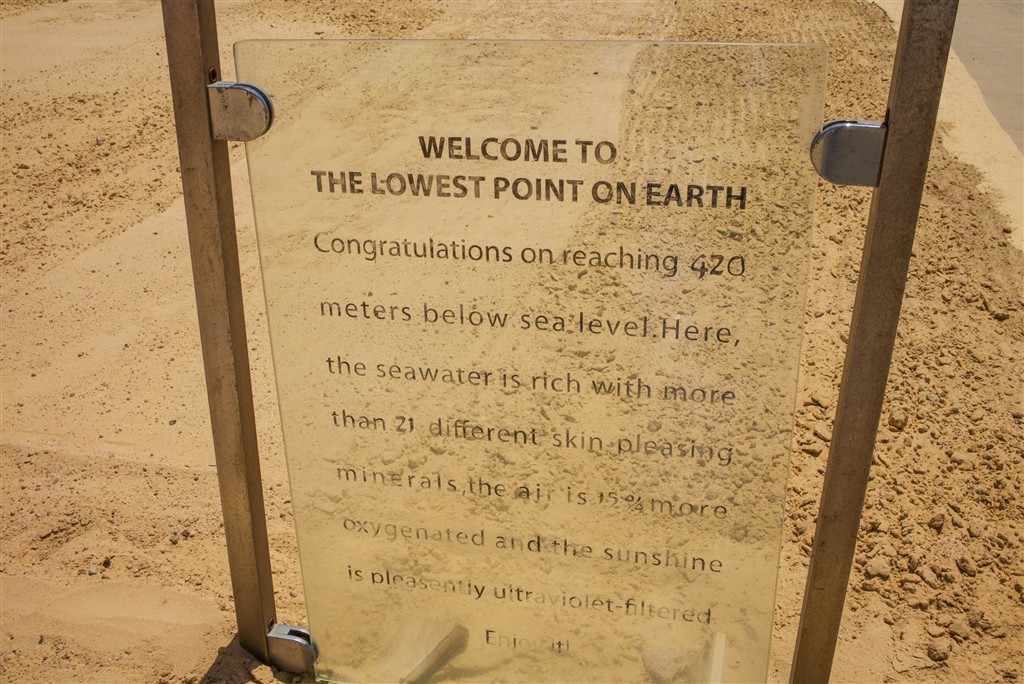 WELCOME TO
THE LOWEST POINT ON EARTH
Congratulations on reaching 420
meters below sea level.Here,
the seawater is rich with more
than 21 different skin pleasing
minerals,the air is 15% more
oxygenated and the sunshine
is pleasently ultraviolet-filtered
Enjoy it!